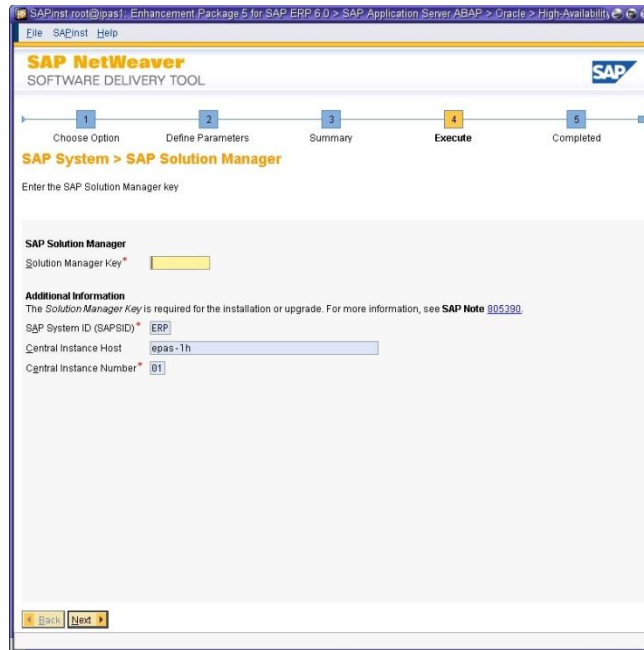 SAPinst root@ipas1: Enhancement Package 5 for SAP ERP 6.0 > SAP Application Server ABAP > Oracle > High-Availability
File SAPinst Help
SAP NetWeaver
SOFTWARE DELIVERY TOOL
SAP
1 2 3 4 5
Choose Option Define Parameters Summary Execute Completed
SAP System > SAP Solution Manager
Enter the SAP Solution Manager key
SAP Solution Manager
Solution Manager Key*
Additional Information
The Solution Manager Key is required for the installation or upgrade. For more information, see SAP Note 805390.
SAP System ID (SAPSID)* ERP
Central Instance Host epas-1h
Central Instance Number* 01
Back Next